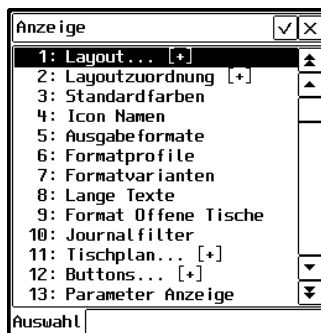 Anzeige
1: Layout... [+]
2: Layoutzuordnung [+]
3: Standardfarben
4: Icon Namen
5: Ausgabeformate
6: Formatprofile
7: Formatvarianten
8: Lange Texte
9: Format Offene Tische
10: Journalfilter
11: Tischplan... [+]
12: Buttons... [+]
13: Parameter Anzeige
Auswahl